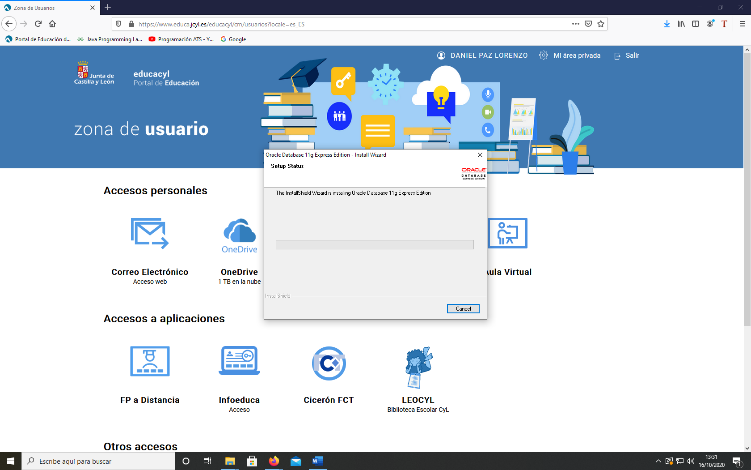 Zona de Usuarios
https://www.educa.jcyl.es/educacyl/cm/usuarios?locale=es_ES
Portal de Educación d...
Java Programming La...
Programación ATS - Y...
Google
DANIEL PAZ LORENZO
Mi área privada
Salir
Junta de
Castilla y León
educacyl
Portal de Educación
zona de usuario
Oracle Database 11g Express Edition - Install Wizard
Setup Status
ORACLE
DATABASE
The InstallShield Wizard is installing Oracle Database 11g Express Edition
InstallShield
Cancel
Accesos personales
Correo Electrónico
Acceso web
OneDrive
OneDrive
1 TB en la nube
Aula Virtual
Accesos a aplicaciones
FP a Distancia
Infoeduca
Acceso
Cicerón FCT
LEOCYL
Biblioteca Escolar CyL
Otros accesos
Escribe aquí para buscar
13:01
16/10/2020